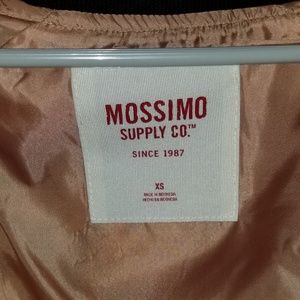 MOSSIMO
SUPPLY CO.™
SINCE 1987
XS
MADE IN INDONESIA
HECHO EN INDONESIA